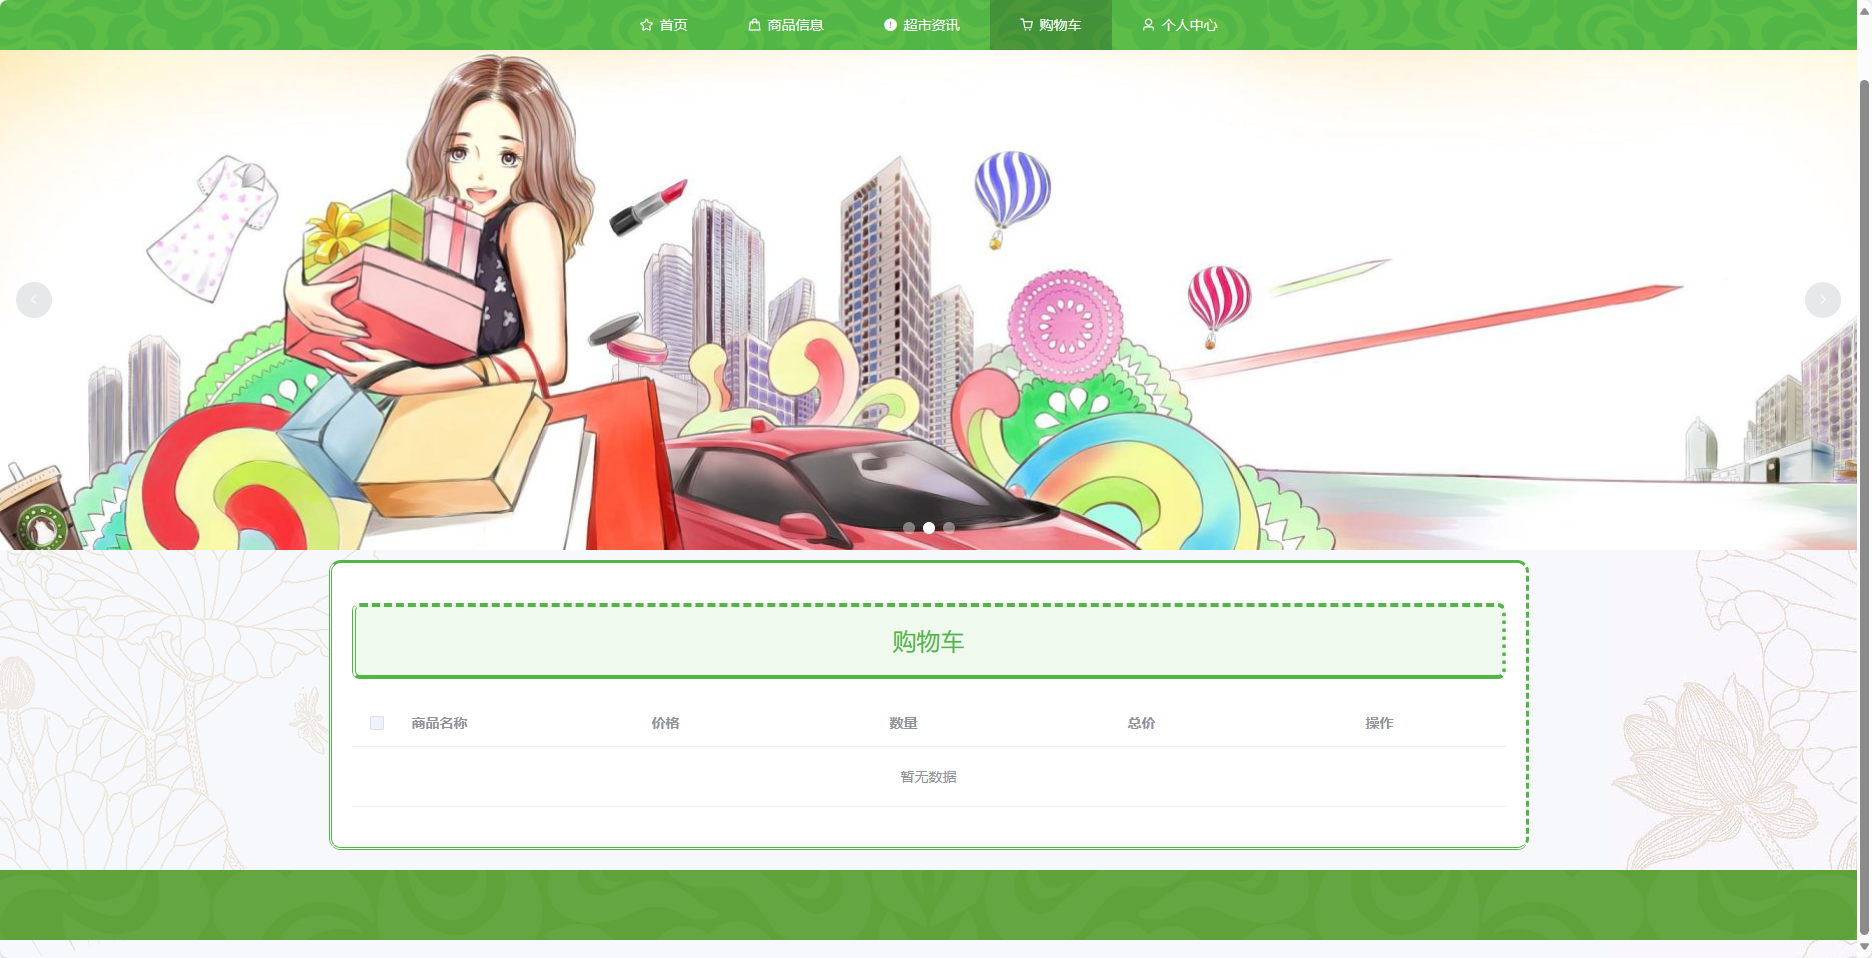 首页 商品信息 超市资讯 购物车 个人中心
购物车
商品名称 价格 数量 总价 操作
暂无数据